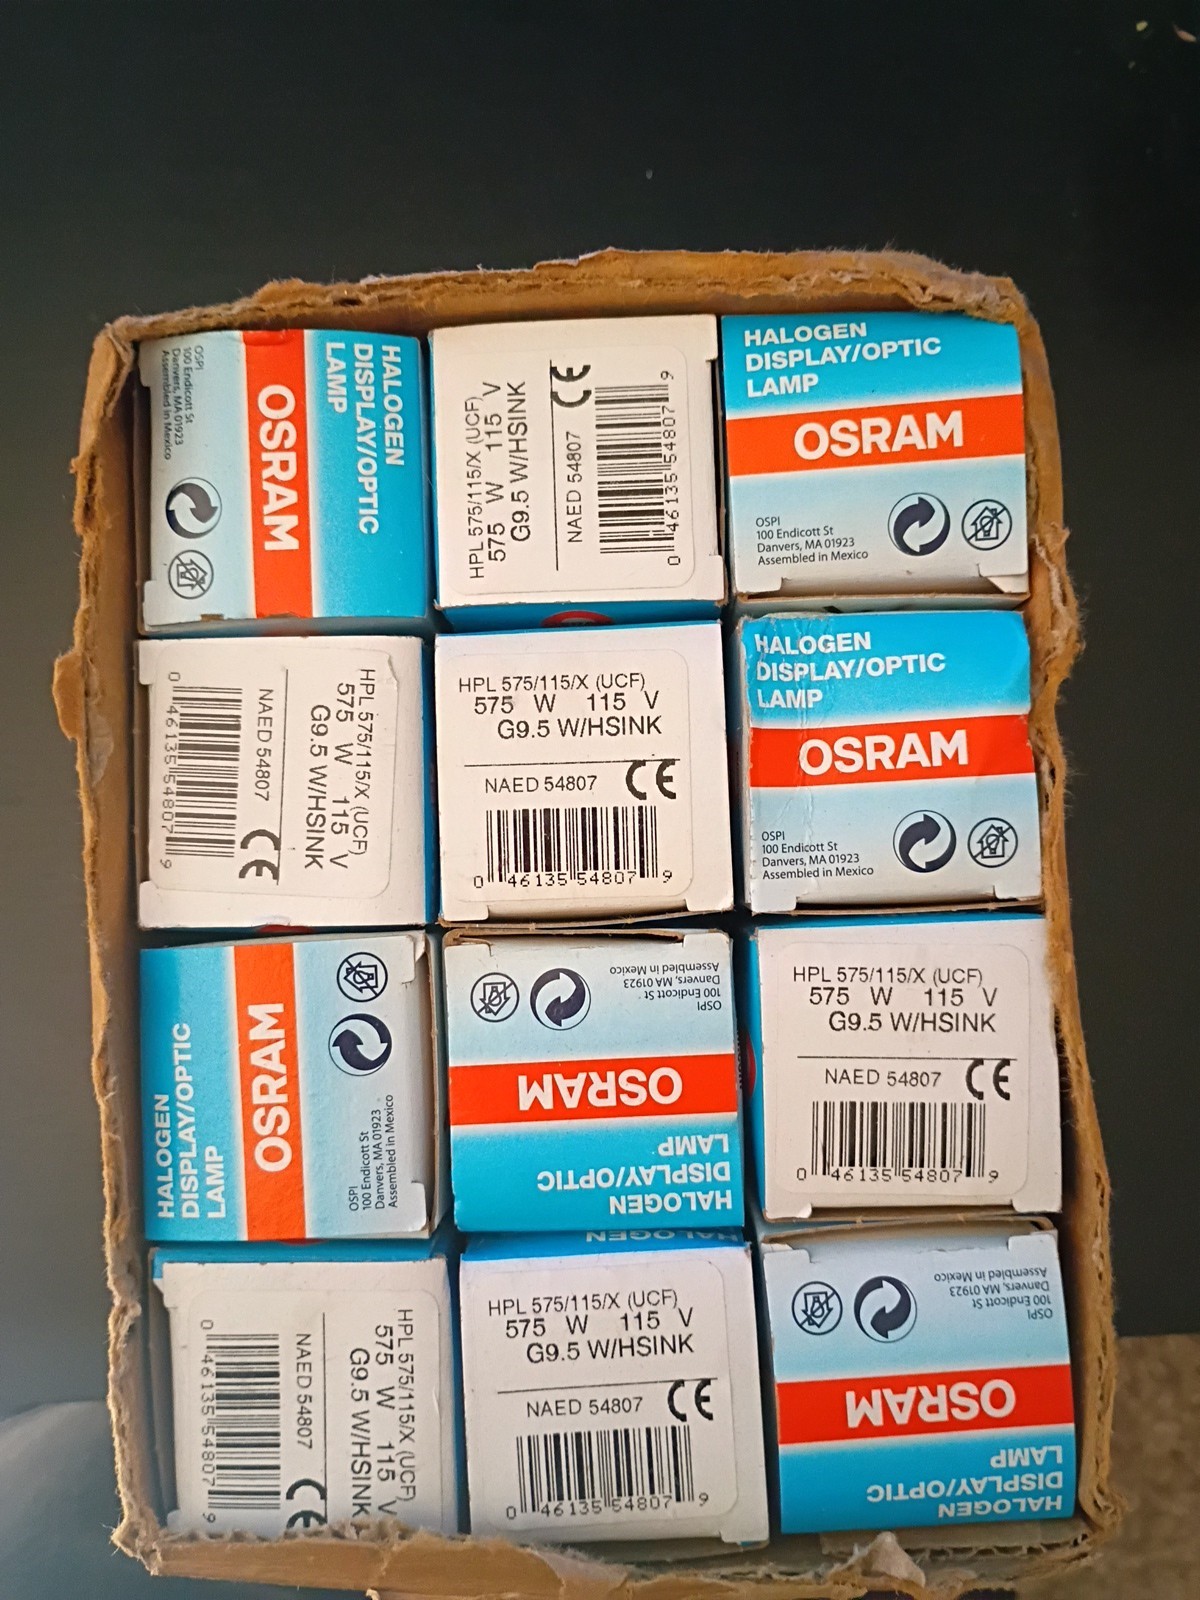 HALOGEN
DISPLAY/OPTIC
LAMP
OSRAM
OSPI
100 Endicott St
Danvers, MA 01923
Assembled in Mexico
HPL 575/115/X (UCF)
575 W 115 V
G9.5 W/HSINK
NAED 54807 CE
0 46135 54807 9
HALOGEN
DISPLAY/OPTIC
LAMP
OSRAM
OSPI
100 Endicott St
Danvers, MA 01923
Assembled in Mexico
HPL 575/115/X (UCF)
575 W 115 V
G9.5 W/HSINK
NAED 54807 CE
0 46135 54807 9
HPL 575/115/X (UCF)
575 W 115 V
G9.5 W/HSINK
NAED 54807 CE
0 46135 54807 9
HALOGEN
DISPLAY/OPTIC
LAMP
OSRAM
OSPI
100 Endicott St
Danvers, MA 01923
Assembled in Mexico
HALOGEN
DISPLAY/OPTIC
LAMP
OSRAM
OSPI
100 Endicott St
Danvers, MA 01923
Assembled in Mexico
HALOGEN
DISPLAY/OPTIC
LAMP
OSRAM
OSPI
100 Endicott St
Danvers, MA 01923
Assembled in Mexico
HPL 575/115/X (UCF)
575 W 115 V
G9.5 W/HSINK
NAED 54807 CE
0 46135 54807 9
HPL 575/115/X (UCF)
575 W 115 V
G9.5 W/HSINK
NAED 54807 CE
0 46135 54807 9
HALOGEN
HPL 575/115/X (UCF)
575 W 115 V
G9.5 W/HSINK
NAED 54807 CE
0 46135 54807 9
HALOGEN
DISPLAY/OPTIC
LAMP
OSRAM
OSPI
100 Endicott St
Danvers, MA 01923
Assembled in Mexico